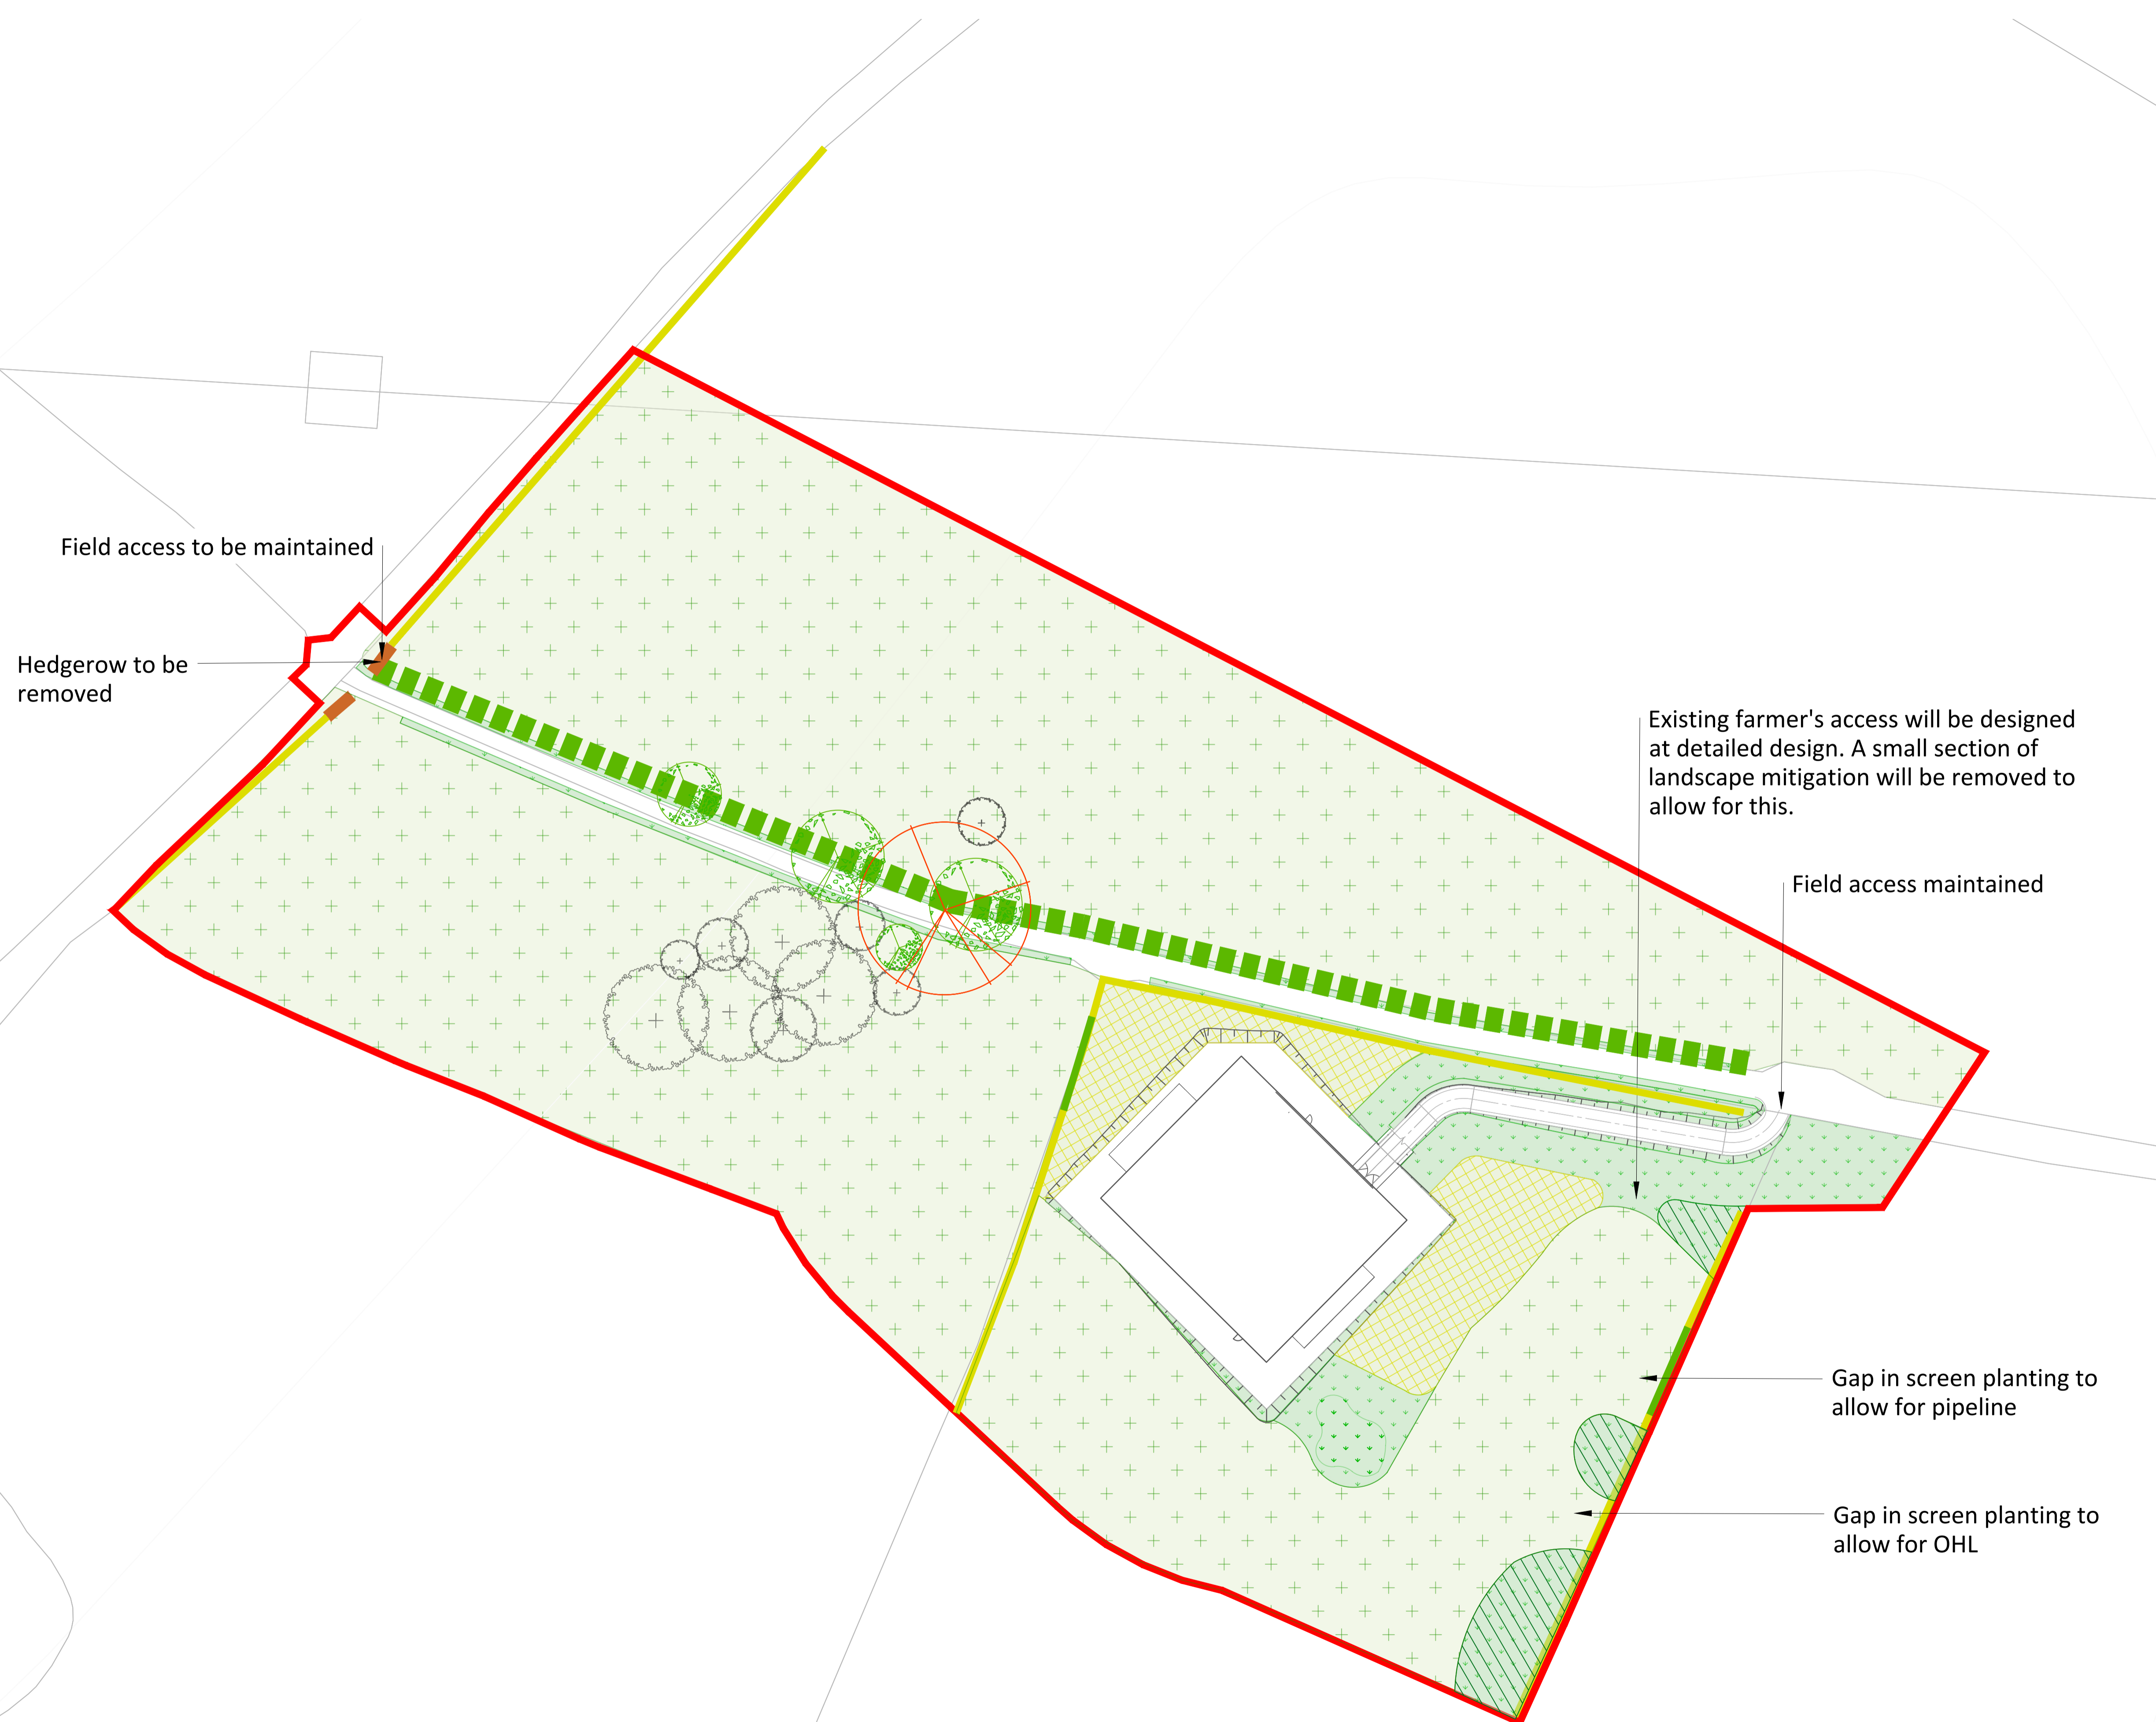 Field access to be maintained
Hedgerow to be
removed
Existing farmer's access will be designed
at detailed design. A small section of
landscape mitigation will be removed to
allow for this.
Field access maintained
Gap in screen planting to
allow for pipeline
Gap in screen planting to
allow for OHL